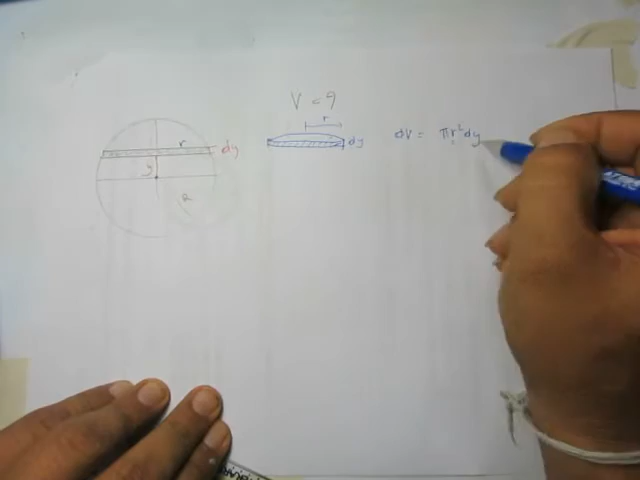 V = ?
r
r dy
dy
dV = πr²dy
y
R